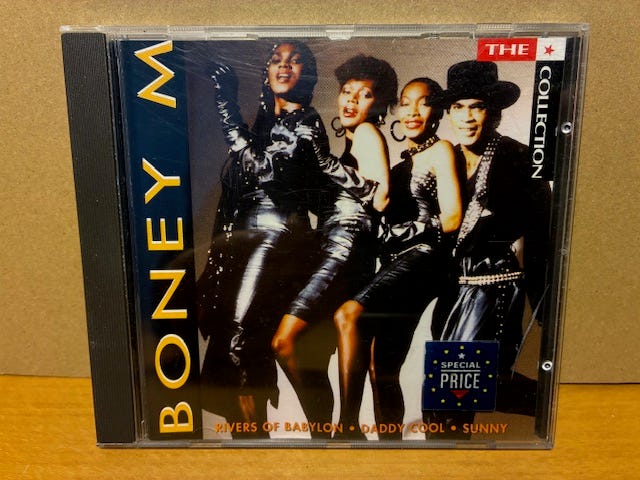 BONEY M
THE ★ COLLECTION
SPECIAL
PRICE
RIVERS OF BABYLON • DADDY COOL • SUNNY